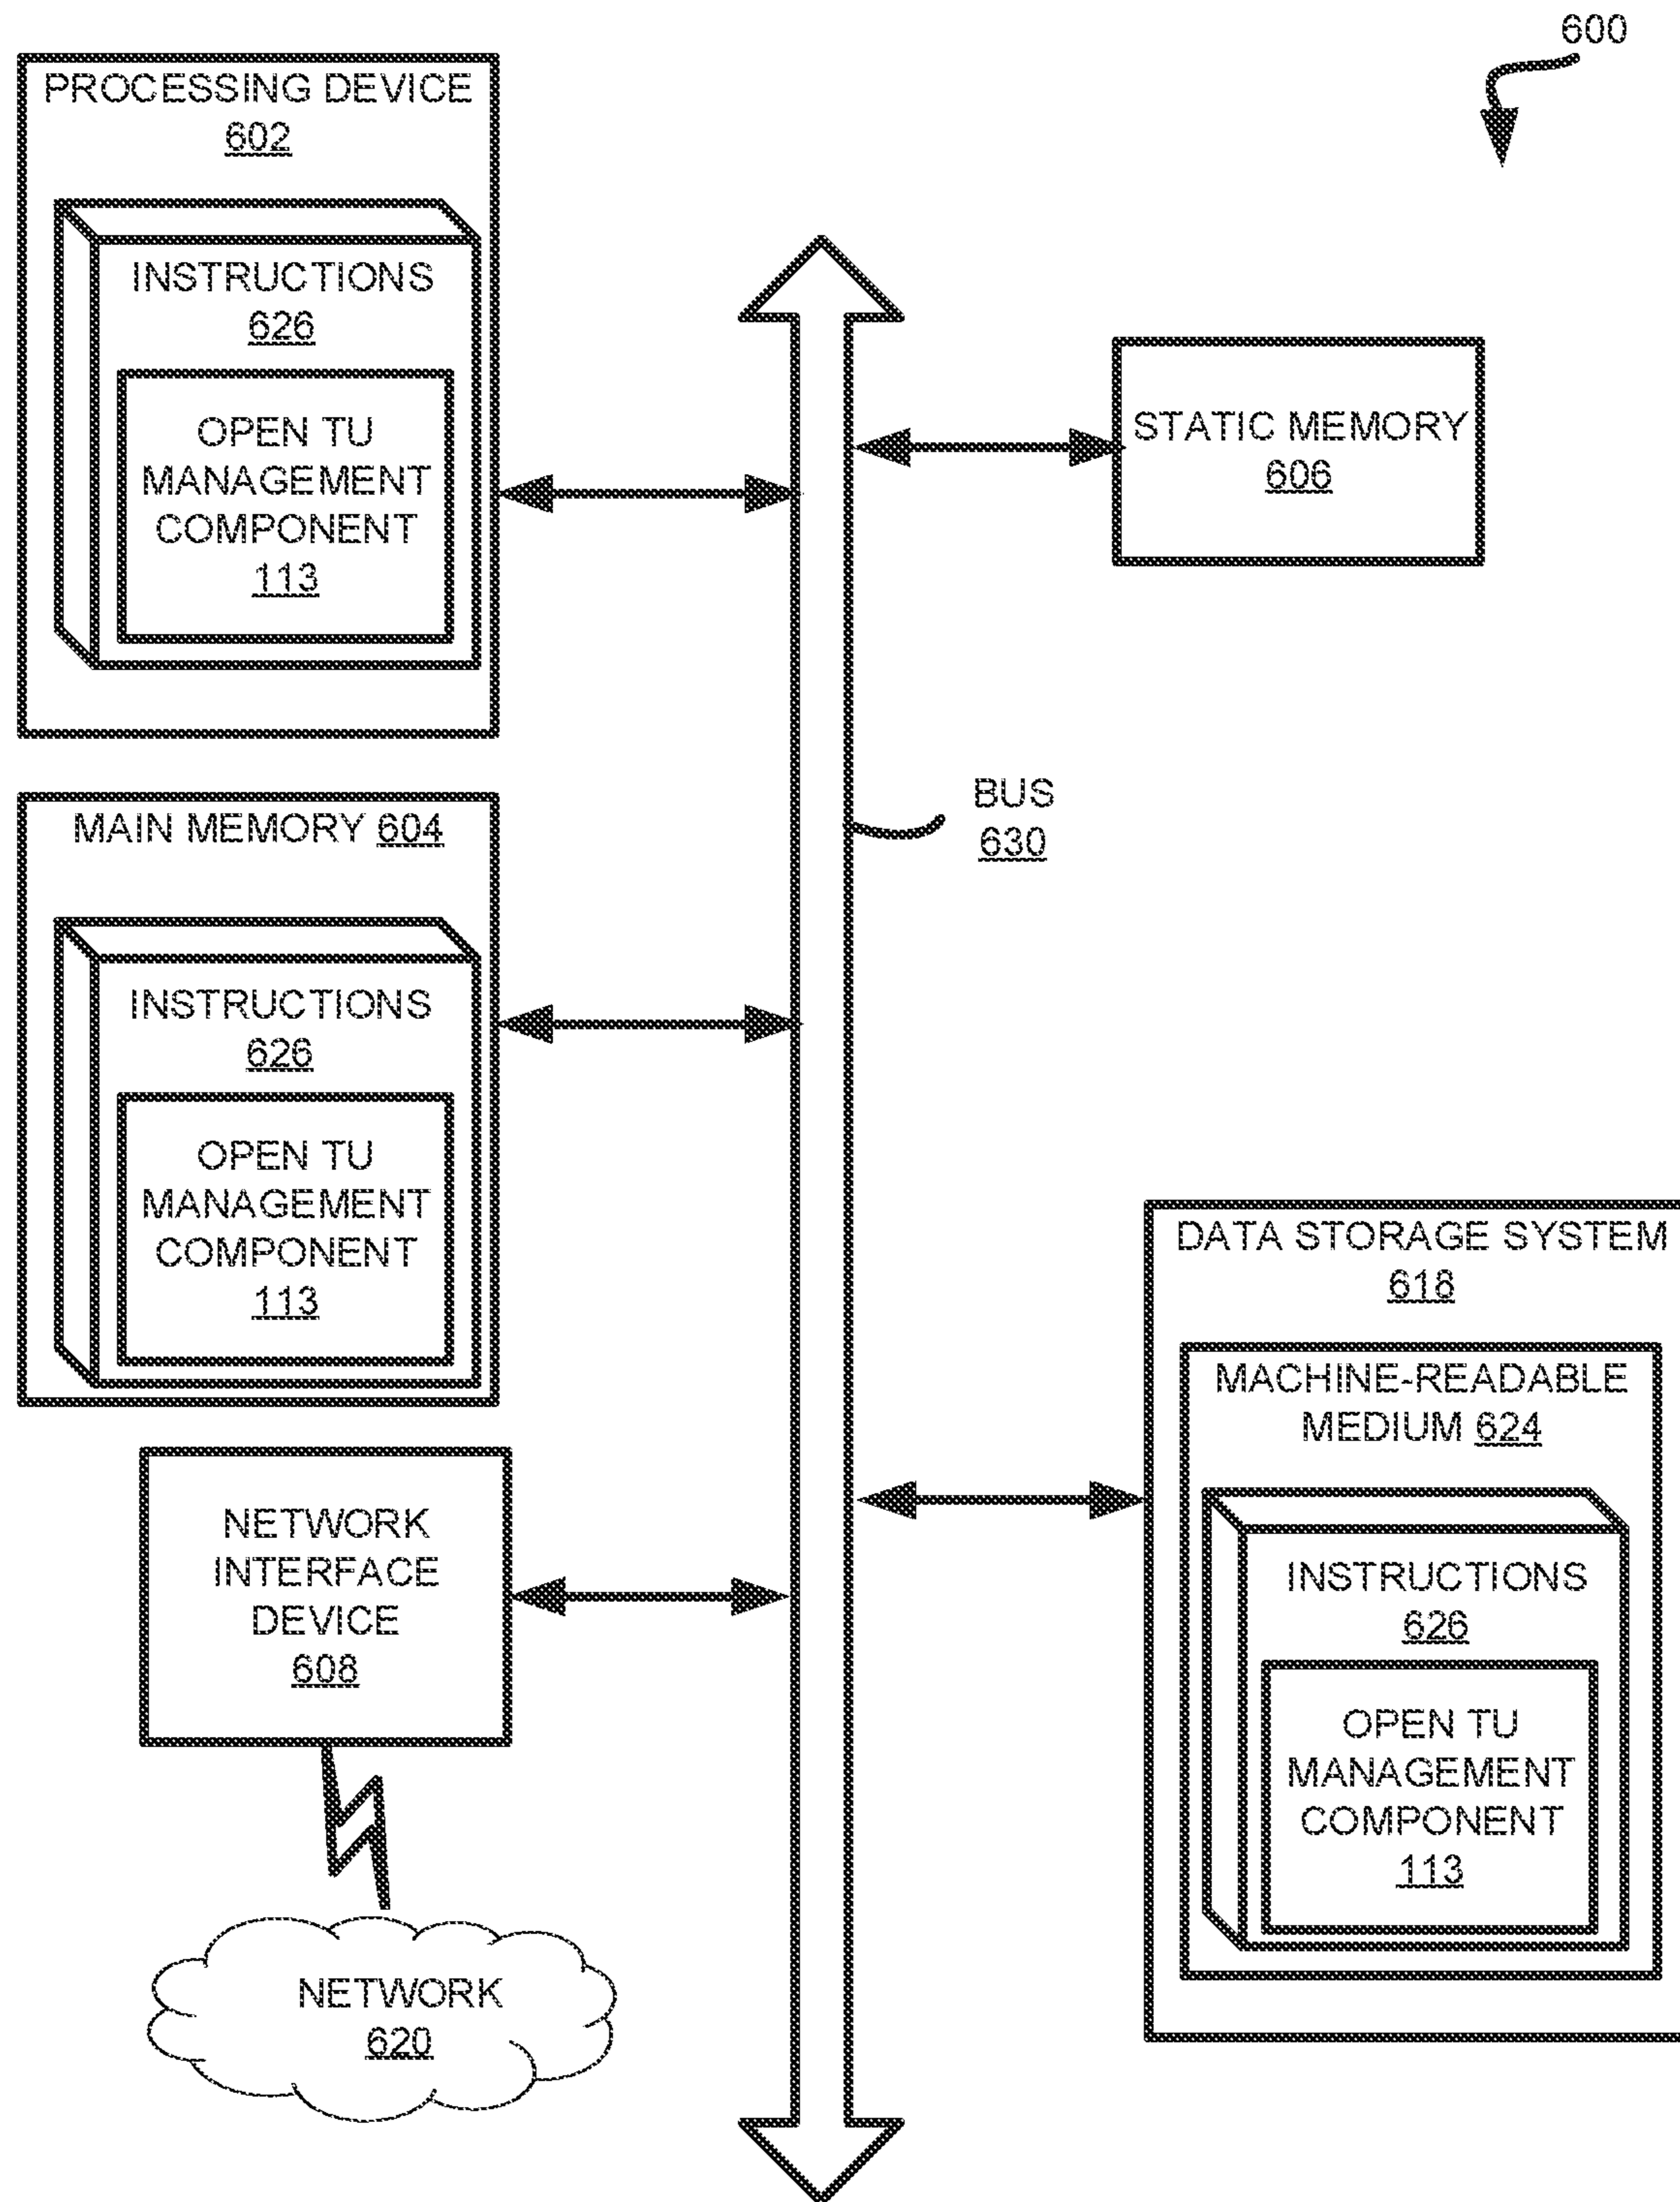 600
PROCESSING DEVICE
602
INSTRUCTIONS
626
OPEN TU
MANAGEMENT
COMPONENT
113
STATIC MEMORY
606
BUS
630
MAIN MEMORY 604
INSTRUCTIONS
626
OPEN TU
MANAGEMENT
COMPONENT
113
DATA STORAGE SYSTEM
618
MACHINE-READABLE
MEDIUM 624
INSTRUCTIONS
626
OPEN TU
MANAGEMENT
COMPONENT
113
NETWORK
INTERFACE
DEVICE
608
NETWORK
620